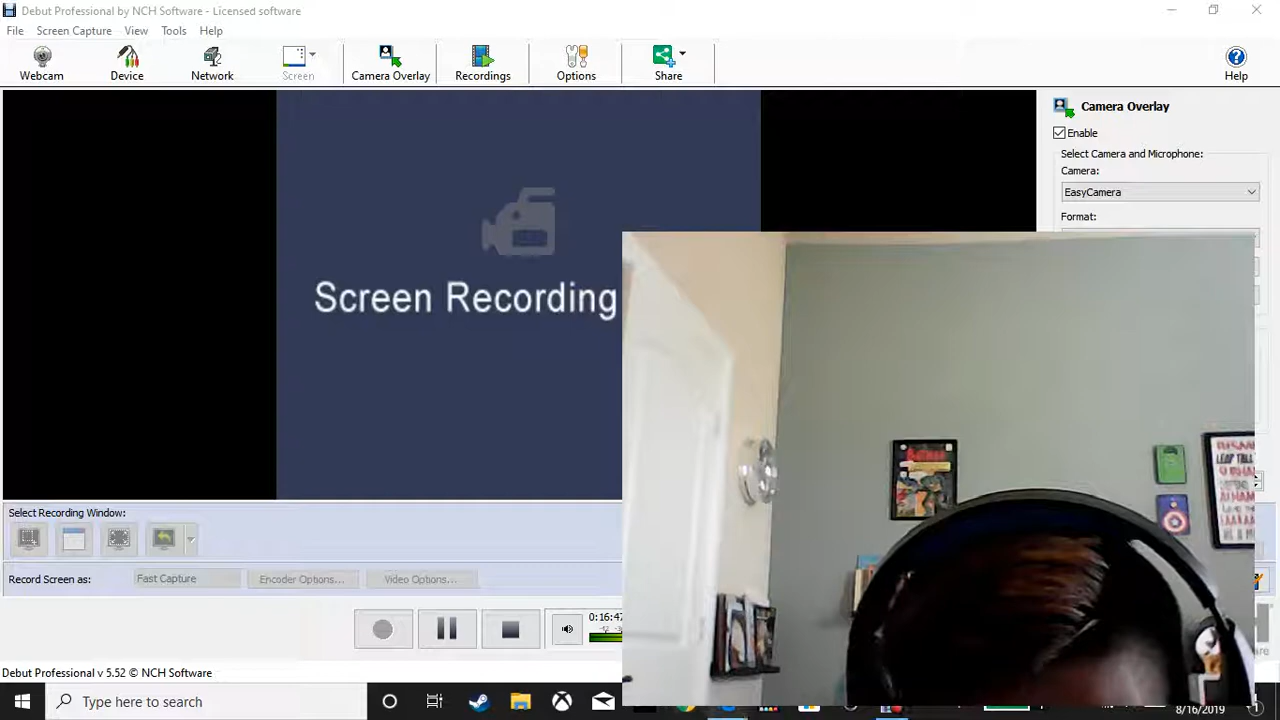 Debut Professional by NCH Software - Licensed software
File Screen Capture View Tools Help
Webcam Device Network Screen Camera Overlay Recordings Options Share Help
Camera Overlay
Enable
Select Camera and Microphone:
Camera:
EasyCamera
Format:
Screen Recording
BATMAN
LEAP TALL
Select Recording Window:
Record Screen as: Fast Capture Encoder Options... Video Options...
0:16:47
Debut Professional v 5.52 © NCH Software
Type here to search
8/16/2019